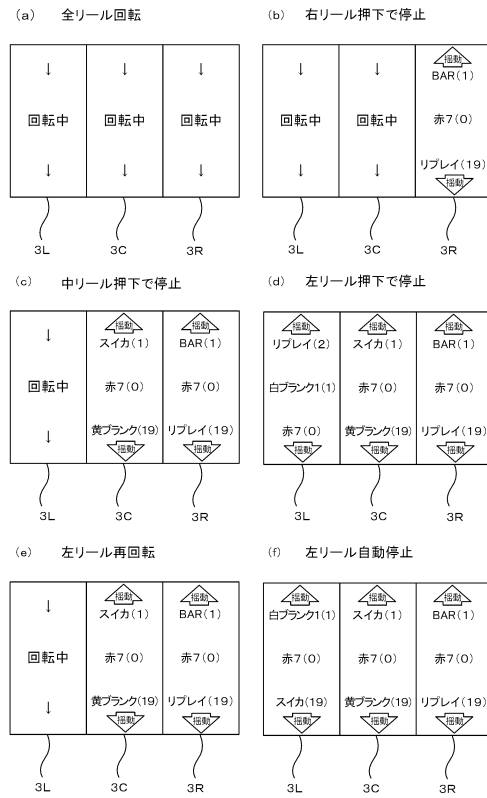 (a) 全リール回転
↓ ↓ ↓
回転中 回転中 回転中
↓ ↓ ↓
3L 3C 3R
(b) 右リール押下で停止
揺動
↓ ↓ BAR(1)
回転中 回転中 赤7(0)
↓ ↓ リプレイ(19)
揺動
3L 3C 3R
(c) 中リール押下で停止
揺動 揺動
↓ スイカ(1) BAR(1)
回転中 赤7(0) 赤7(0)
↓ 黄ブランク(19) リプレイ(19)
揺動 揺動
3L 3C 3R
(d) 左リール押下で停止
揺動 揺動 揺動
リプレイ(2) スイカ(1) BAR(1)
白ブランク1(1) 赤7(0) 赤7(0)
赤7(0) 黄ブランク(19) リプレイ(19)
揺動 揺動 揺動
3L 3C 3R
(e) 左リール再回転
揺動 揺動
↓ スイカ(1) BAR(1)
回転中 赤7(0) 赤7(0)
↓ 黄ブランク(19) リプレイ(19)
揺動 揺動
3L 3C 3R
(f) 左リール自動停止
揺動 揺動 揺動
白ブランク1(1) スイカ(1) BAR(1)
赤7(0) 赤7(0) 赤7(0)
スイカ(19) 黄ブランク(19) リプレイ(19)
揺動 揺動 揺動
3L 3C 3R